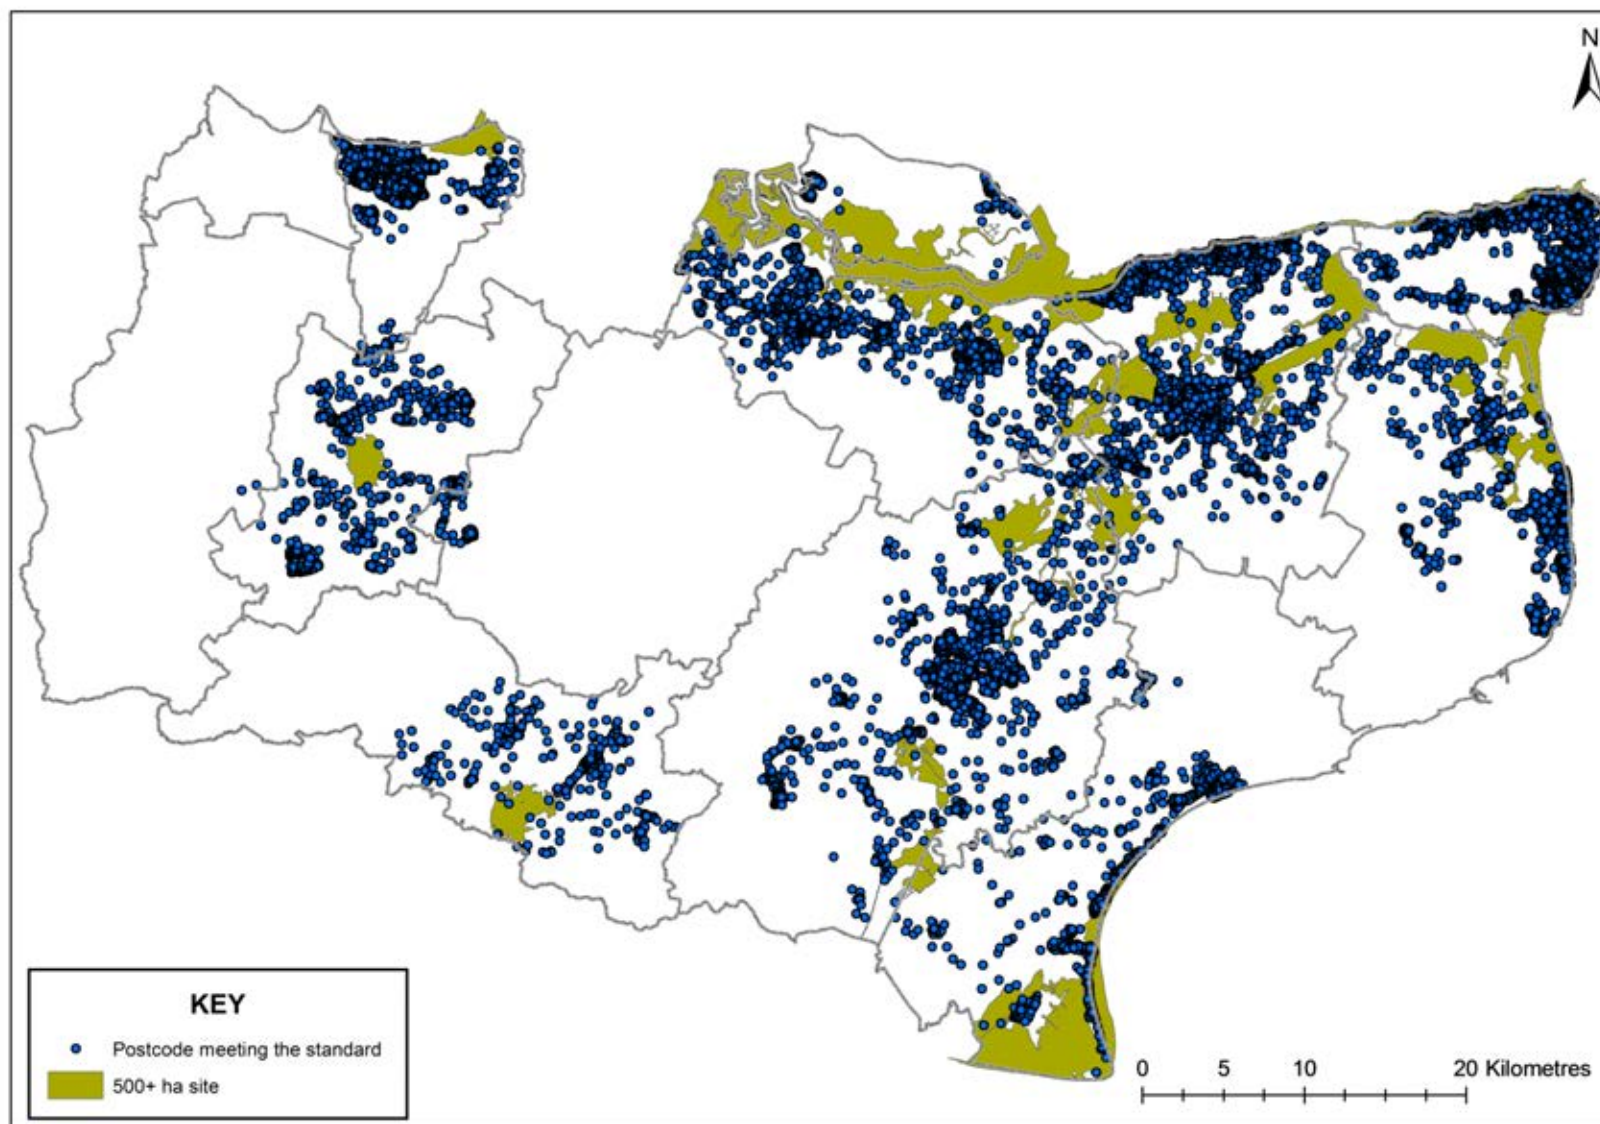 N
KEY
Postcode meeting the standard
500+ ha site
0 5 10 20 Kilometres